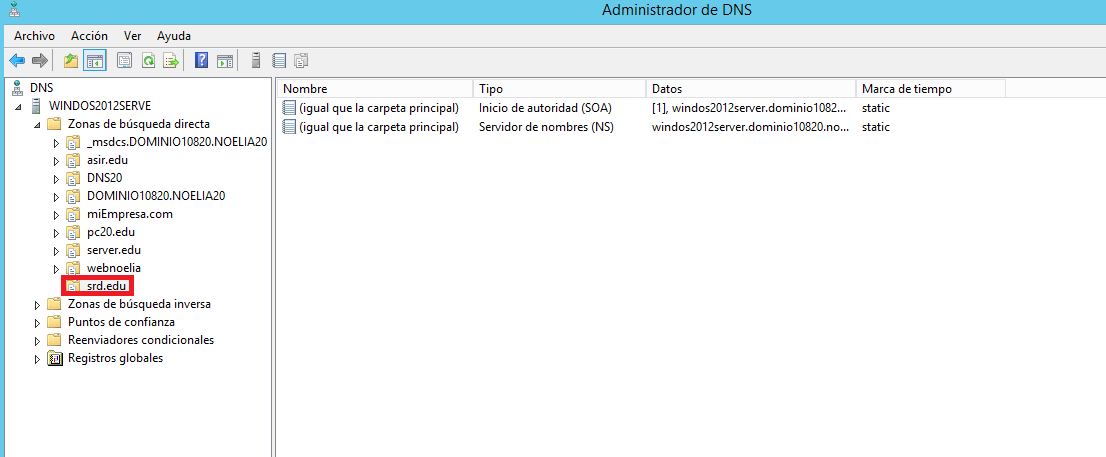 Administrador de DNS
Archivo Acción Ver Ayuda
DNS
WINDOS2012SERVE
Zonas de búsqueda directa
_msdcs.DOMINIO10820.NOELIA20
asir.edu
DNS20
DOMINIO10820.NOELIA20
miEmpresa.com
pc20.edu
server.edu
webnoelia
srd.edu
Zonas de búsqueda inversa
Puntos de confianza
Reenviadores condicionales
Registros globales
Nombre Tipo Datos Marca de tiempo
(igual que la carpeta principal) Inicio de autoridad (SOA) [1], windos2012server.dominio1082... static
(igual que la carpeta principal) Servidor de nombres (NS) windos2012server.dominio10820.no... static